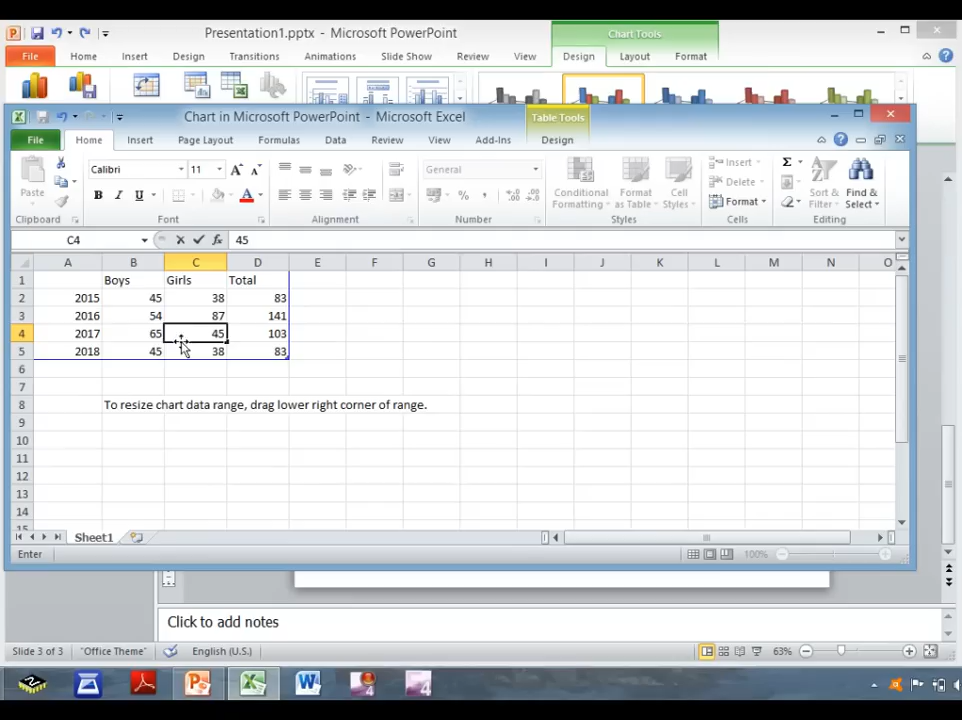 Presentation1.pptx - Microsoft PowerPoint
Chart Tools
File Home Insert Design Transitions Animations Slide Show Review View Design Layout Format
Chart in Microsoft PowerPoint - Microsoft Excel
Table Tools
File Home Insert Page Layout Formulas Data Review View Add-Ins Design
Paste
Calibri 11
B I U
A
General
Conditional Formatting
Format as Table
Cell Styles
Insert
Delete
Format
Sort & Filter
Find & Select
Clipboard Font Alignment Number Styles Cells Editing
C4 fx 45
A B C D E F G H I J K L M N O
1 Boys Girls Total
2 2015 45 38 83
3 2016 54 87 141
4 2017 65 45 103
5 2018 45 38 83
6
7
8 To resize chart data range, drag lower right corner of range.
9
10
11
12
13
14
15
Sheet1
Enter 100%
Click to add notes
Slide 3 of 3 "Office Theme" English (U.S.) 63%